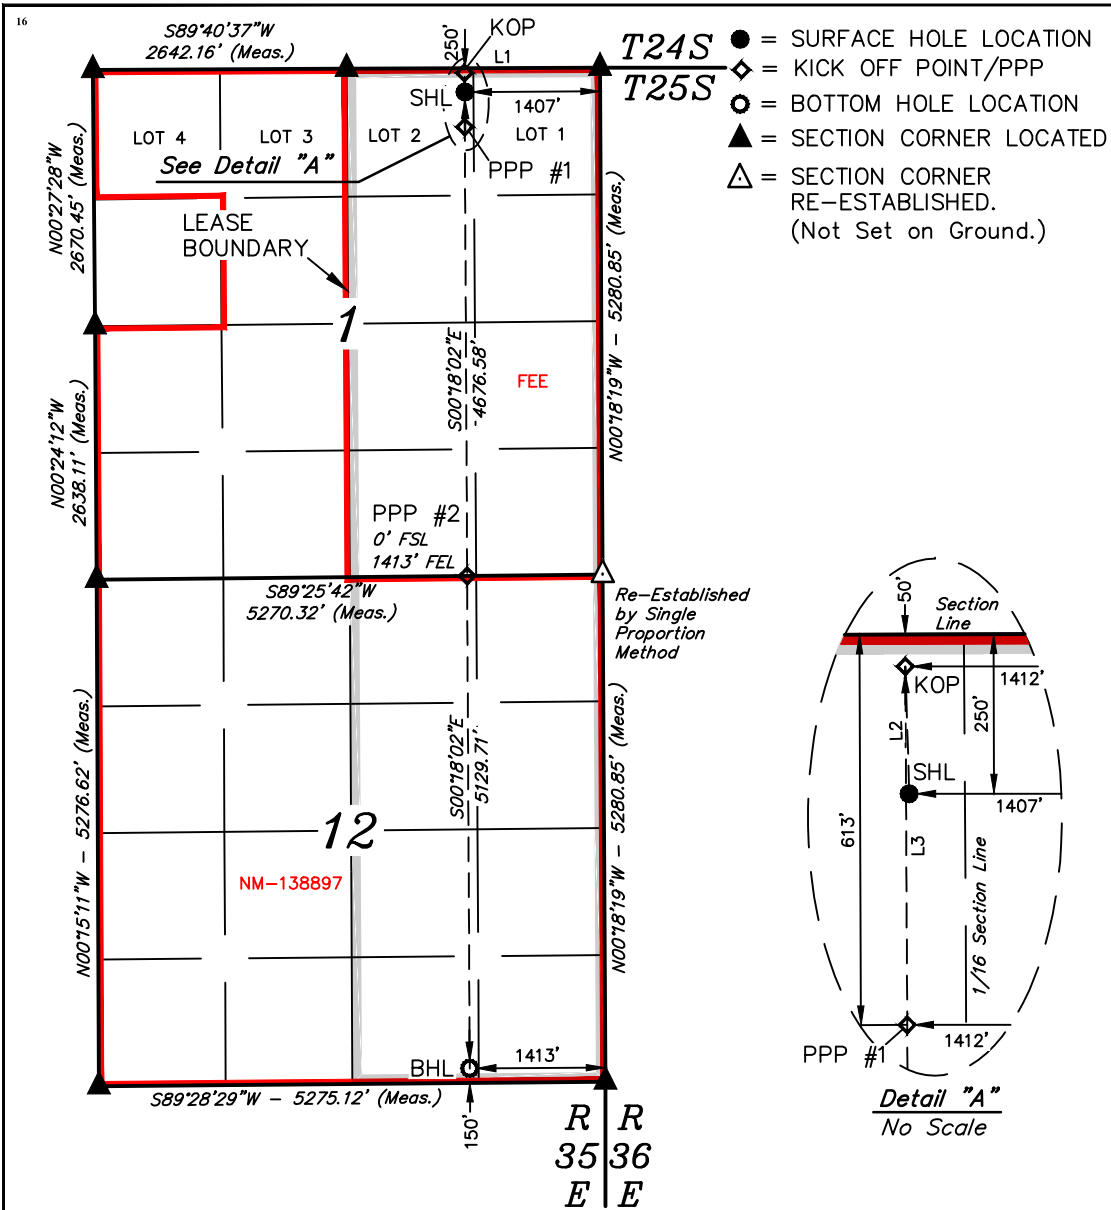 16
S89°40'37"W
2642.16' (Meas.)
250'
KOP
L1
T24S
T25S
= SURFACE HOLE LOCATION
= KICK OFF POINT/PPP
= BOTTOM HOLE LOCATION
= SECTION CORNER LOCATED
= SECTION CORNER
RE-ESTABLISHED.
(Not Set on Ground.)
SHL
1407'
LOT 4
LOT 3
LOT 2
LOT 1
See Detail "A"
PPP #1
N00°27'28"W
2670.45' (Meas.)
LEASE
BOUNDARY
1
N00°18'19"W - 5280.85' (Meas.)
S00°18'02"E
4676.58'
FEE
N00°24'12"W
2638.11' (Meas.)
PPP #2
0' FSL
1413' FEL
S89°25'42"W
5270.32' (Meas.)
Re-Established
by Single
Proportion
Method
N00°15'11"W - 5276.62' (Meas.)
S00°18'02"E
5129.71'
N00°18'19"W - 5280.85' (Meas.)
12
NM-138897
BHL
1413'
S89°28'29"W - 5275.12' (Meas.)
150'
R R
35 36
E E
50'
Section
Line
KOP
1412'
250'
L2
SHL
1407'
613'
L3
1/16 Section Line
PPP #1
1412'
Detail "A"
No Scale